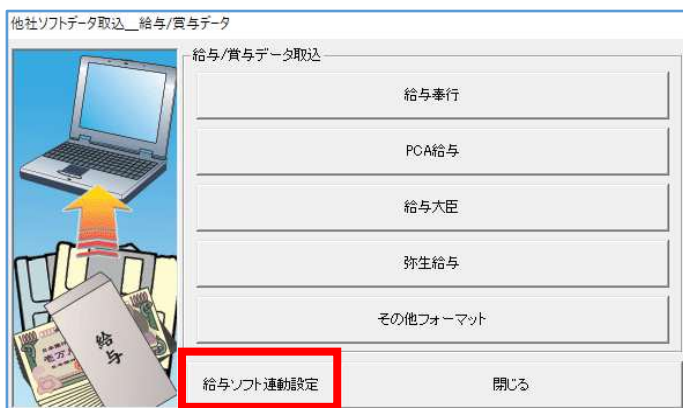 他社ソフトデータ取込__給与/賞与データ
給与/賞与データ取込
給与奉行
PCA給与
給与大臣
弥生給与
その他フォーマット
給与
給与ソフト連動設定
閉じる